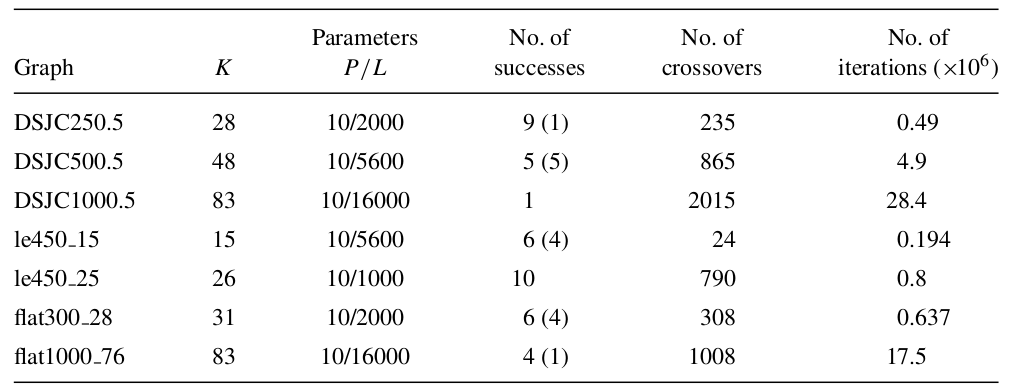 Parameters No. of No. of No. of
Graph K P/L successes crossovers iterations (×10⁶)
DSJC250.5 28 10/2000 9 (1) 235 0.49
DSJC500.5 48 10/5600 5 (5) 865 4.9
DSJC1000.5 83 10/16000 1 2015 28.4
le450_15 15 10/5600 6 (4) 24 0.194
le450_25 26 10/1000 10 790 0.8
flat300_28 31 10/2000 6 (4) 308 0.637
flat1000_76 83 10/16000 4 (1) 1008 17.5